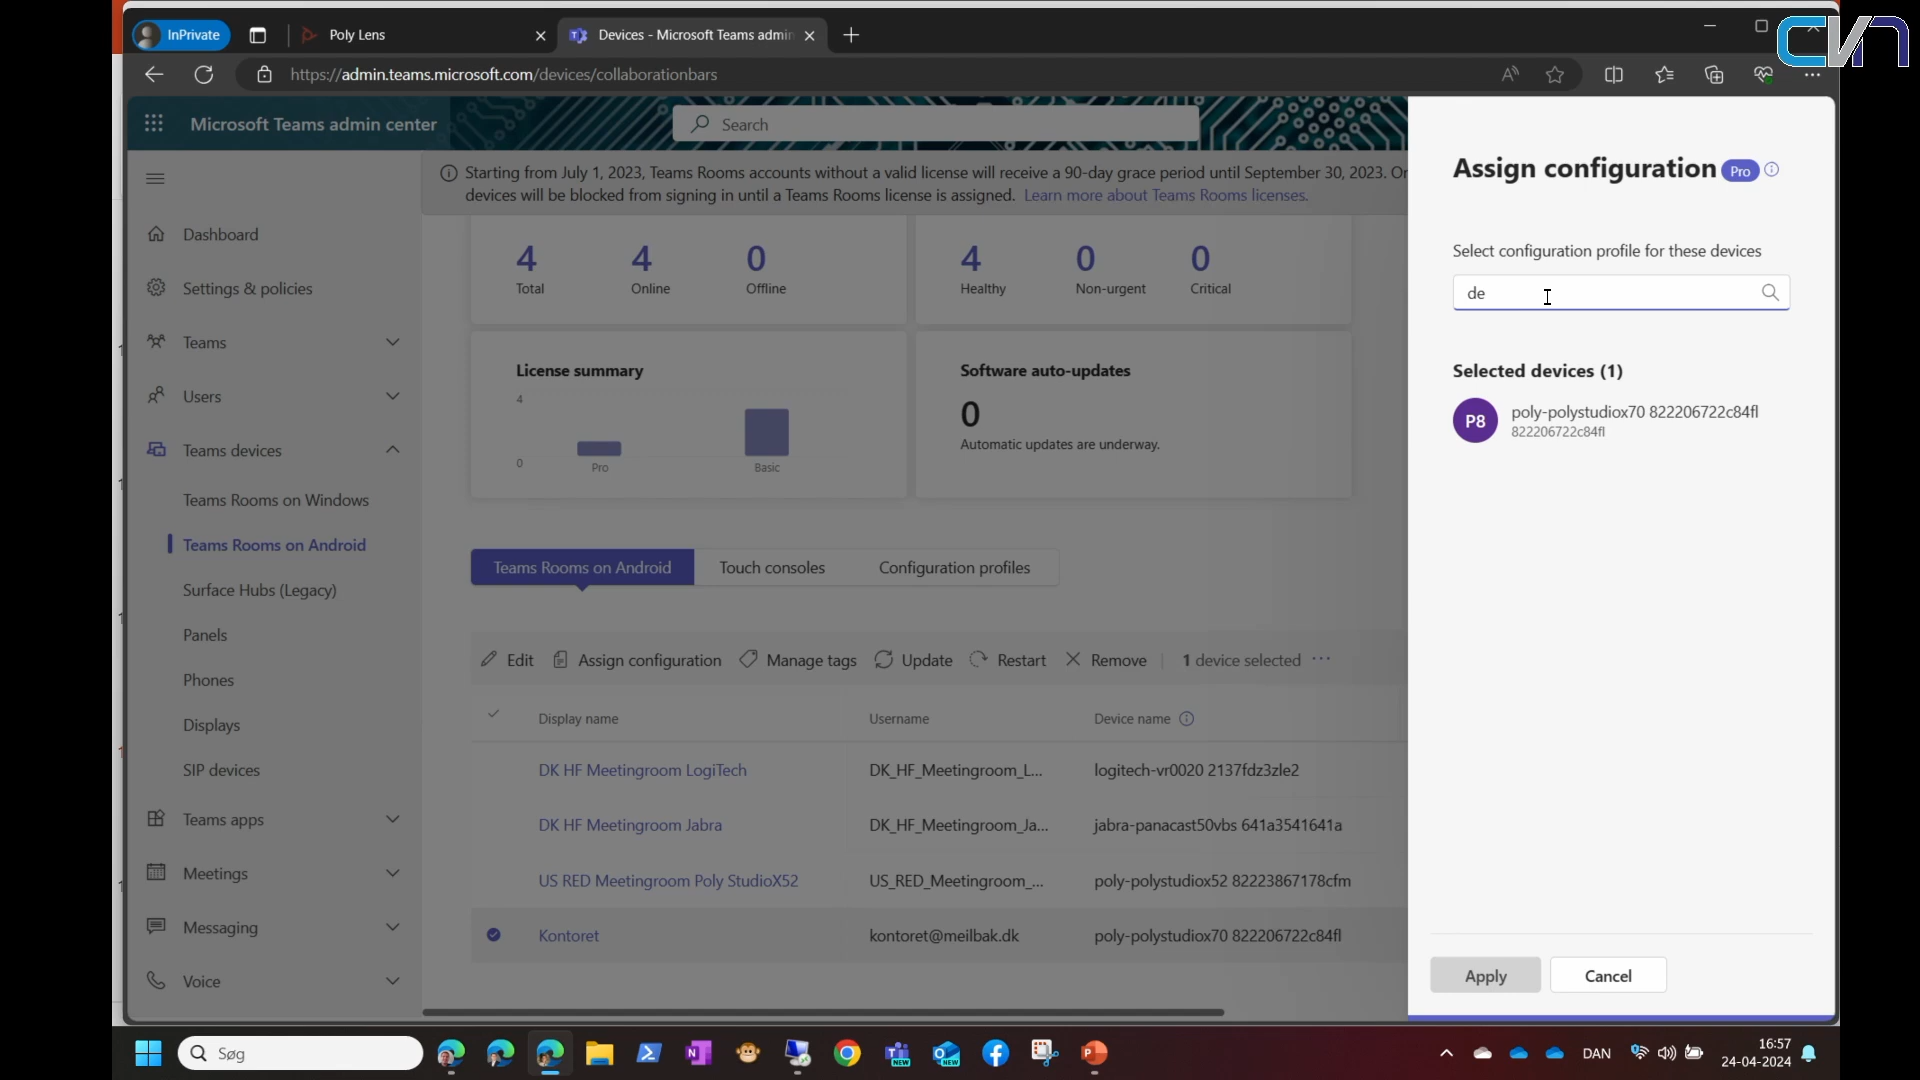 InPrivate
Poly Lens
Devices - Microsoft Teams admin
CVN
https://admin.teams.microsoft.com/devices/collaborationbars
Microsoft Teams admin center
Search
Starting from July 1, 2023, Teams Rooms accounts without a valid license will receive a 90-day grace period until September 30, 2023. Or
devices will be blocked from signing in until a Teams Rooms license is assigned. Learn more about Teams Rooms licenses.
Dashboard
Settings & policies
Teams
Users
Teams devices
Teams Rooms on Windows
Teams Rooms on Android
Surface Hubs (Legacy)
Panels
Phones
Displays
SIP devices
Teams apps
Meetings
Messaging
Voice
4 4 0
Total Online Offline
4 0 0
Healthy Non-urgent Critical
License summary
4
0
Pro Basic
Software auto-updates
0
Automatic updates are underway.
Teams Rooms on Android Touch consoles Configuration profiles
Edit Assign configuration Manage tags Update Restart Remove 1 device selected ...
Display name Username Device name
DK HF Meetingroom LogiTech DK_HF_Meetingroom_L... logitech-vr0020 2137fdz3zle2
DK HF Meetingroom Jabra DK_HF_Meetingroom_Ja... jabra-panacast50vbs 641a3541641a
US RED Meetingroom Poly StudioX52 US_RED_Meetingroom_... poly-polystudiox52 82223867178cfm
Kontoret kontoret@meilbak.dk poly-polystudiox70 822206722c84fl
Assign configuration Pro
Select configuration profile for these devices
de
Selected devices (1)
P8
poly-polystudiox70 822206722c84fl
822206722c84fl
Apply Cancel
Søg
NEW
NEW
DAN
16:57
24-04-2024